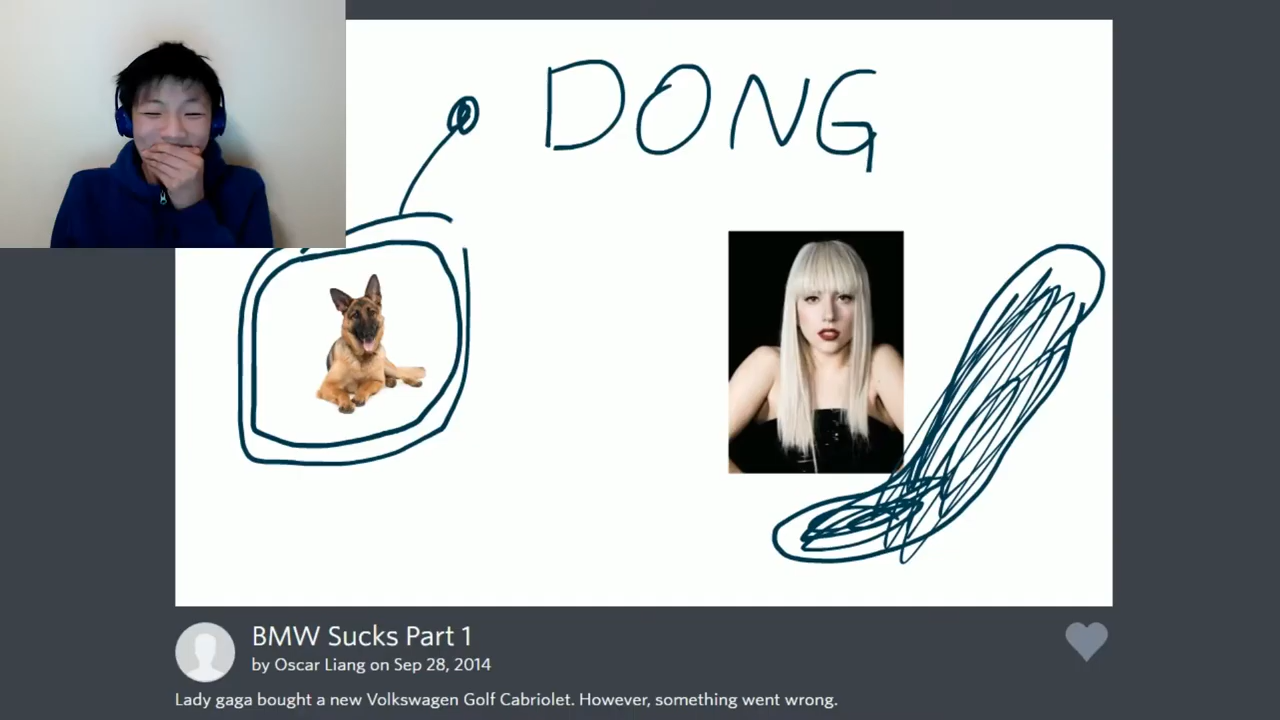 DONG
BMW Sucks Part 1
by Oscar Liang on Sep 28, 2014
Lady gaga bought a new Volkswagen Golf Cabriolet. However, something went wrong.